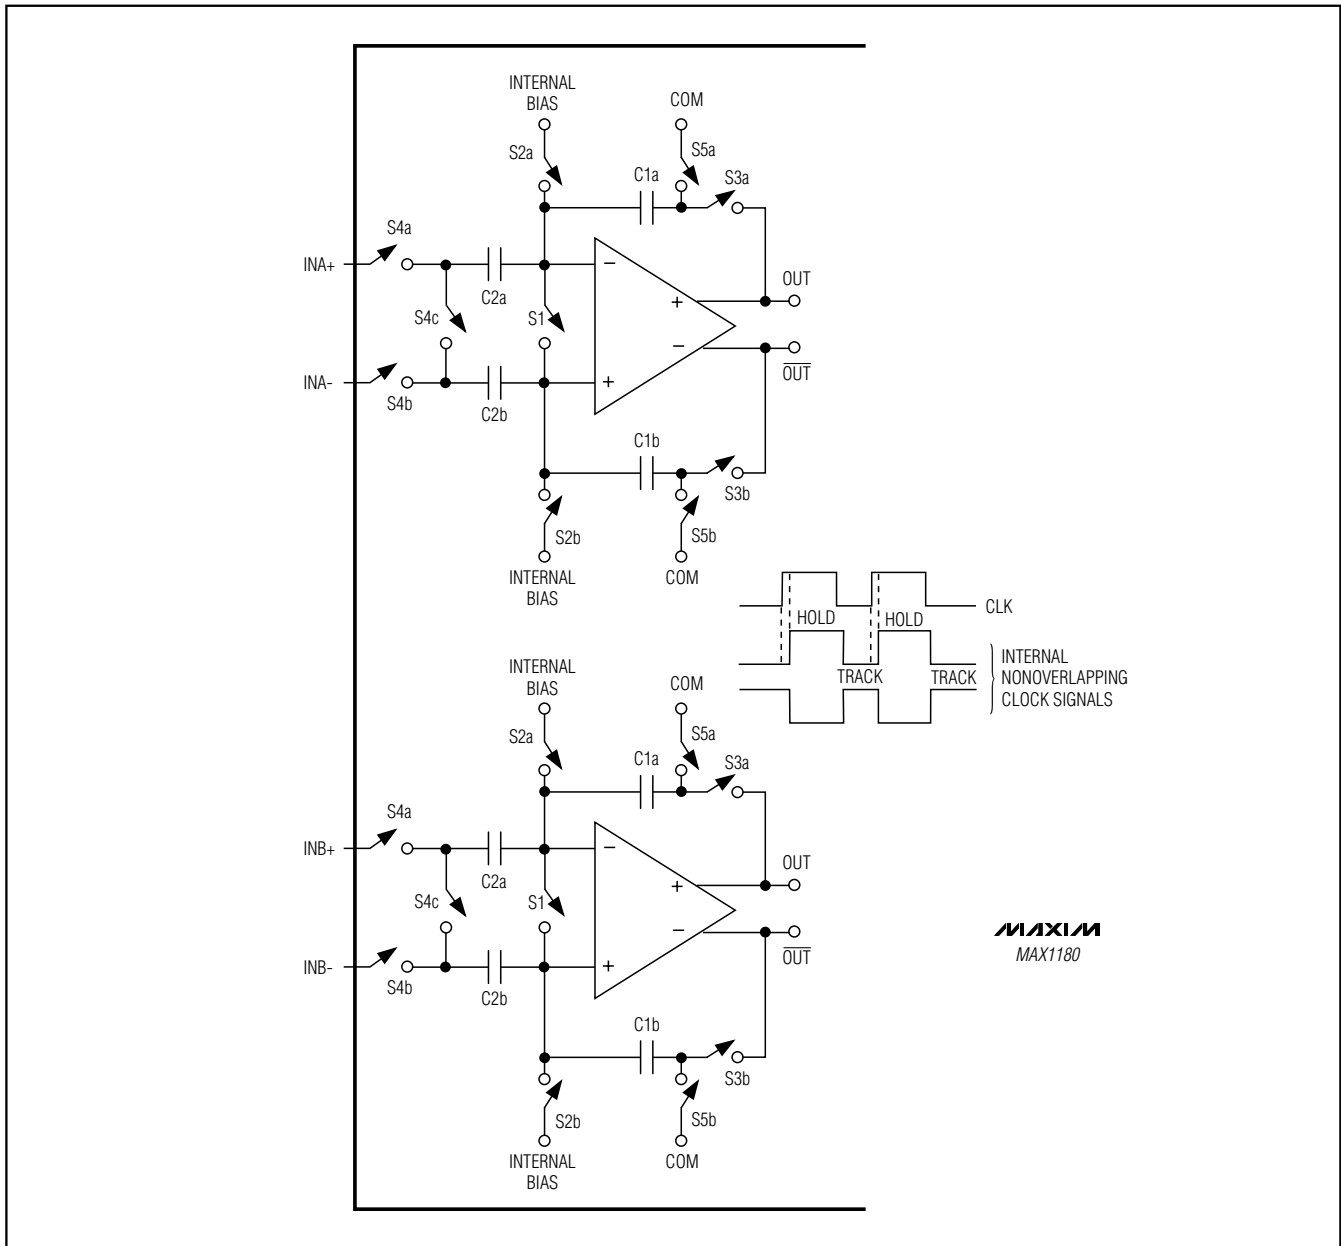 INTERNAL
BIAS
COM
S2a
S5a
C1a
S3a
S4a
INA+
−
C2a
+
OUT
S4c
S1
−
OUT
INA-
+
S4b
C2b
C1b
S3b
S2b
S5b
INTERNAL
BIAS
COM
CLK
HOLD
HOLD
TRACK
TRACK
INTERNAL
NONOVERLAPPING
CLOCK SIGNALS
INTERNAL
BIAS
COM
S2a
S5a
C1a
S3a
S4a
INB+
−
C2a
+
OUT
S4c
S1
−
OUT
INB-
+
S4b
C2b
C1b
S3b
S2b
S5b
INTERNAL
BIAS
COM
MAXIM
MAX1180